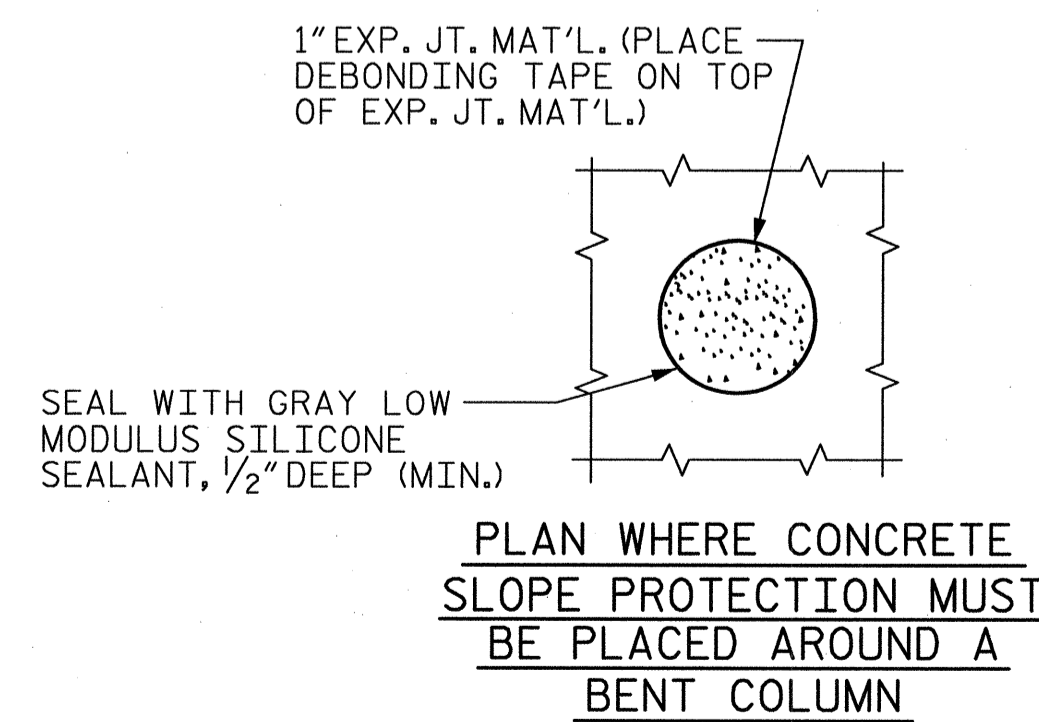 1" EXP. JT. MAT'L. (PLACE
DEBONDING TAPE ON TOP
OF EXP. JT. MAT'L.)
SEAL WITH GRAY LOW
MODULUS SILICONE
SEALANT, 1/2" DEEP (MIN.)
PLAN WHERE CONCRETE
SLOPE PROTECTION MUST
BE PLACED AROUND A
BENT COLUMN